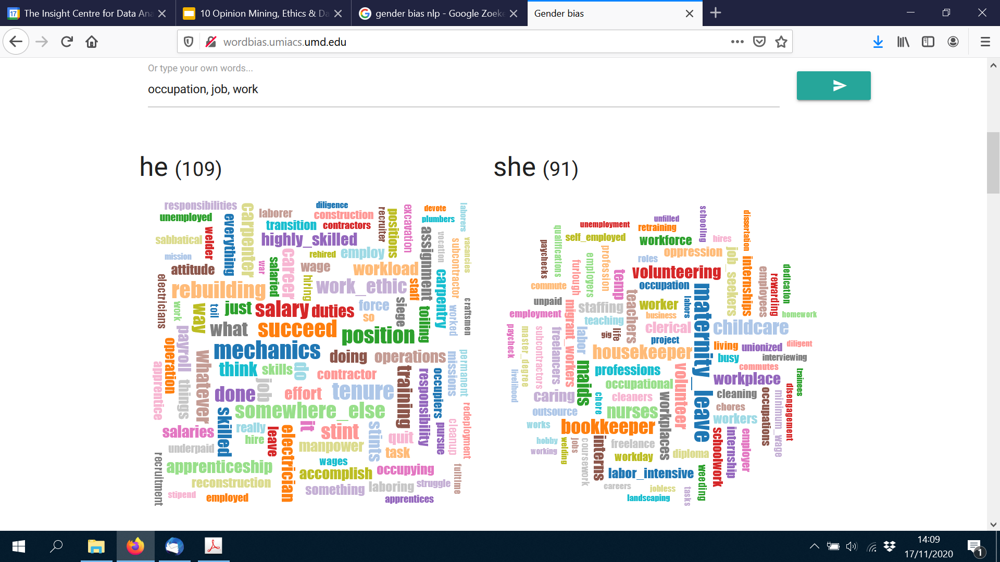 The Insight Centre for Data Ana
10 Opinion Mining, Ethics & Da
gender bias nlp - Google Zoeke
Gender bias
wordbias.umiacs.umd.edu
Or type your own words...
occupation, job, work
he (109)
she (91)
responsibilities
unemployed
everything
carpenter
laborer
diligence
construction
transition
contractors
recruiter
positions
excavation
devote
plumbers
laborers
sabbatical
welder
highly_skilled
assignment
vocation
subcontractor
vacancies
mission
attitude
salaried
war
career
rehired
employ
wage
workload
electricians
rebuilding
hiring
work_ethic
staff
carpentry
work
way
toil
just
salary
duties
force
so
siege
toiling
worked
craftsmen
what
succeed
position
payroll
operation
mechanics
doing
operations
missions
permanent
apprentice
whatever
think
skills
do
contractor
training
responsibility
occupiers
things
done
job
effort
tenure
somewhere_else
redeployment
skilled
salaries
really
hire
leave
electrician
it
stint
stints
quit
pursue
cleanup
underpaid
manpower
task
recruitment
apprenticeship
wages
accomplish
occupying
fulltime
reconstruction
something
laboring
struggle
stipend
employed
apprentices
schooling
dissertation
unfilled
unemployment
retraining
qualifications
self_employed
workforce
hires
paychecks
profession
roles
oppression
job_seekers
internships
employers
furlough
temp
volunteering
employees
rewarding
dedication
commute
occupation
maternity_leave
unpaid
migrant_workers
staffing
teachers
worker
labors
employment
teaching
business
homework
paycheck
master_degree
subcontractors
freelancers
labor
gig
life
clerical
childcare
project
living
unionized
diligent
housekeeper
busy
interviewing
livelihood
maids
professions
volunteer
commutes
workplace
trainees
occupational
caring
chore
cleaners
workplaces
cleaning
occupations
minimum_wage
disengagement
outsource
nurses
chores
workers
works
bookkeeper
schoolwork
internship
employer
hobby
welding
jobs
coursework
interns
freelance
working
workday
diploma
labor_intensive
weeding
careers
jobless
tasks
landscaping
14:09
17/11/2020
1
17